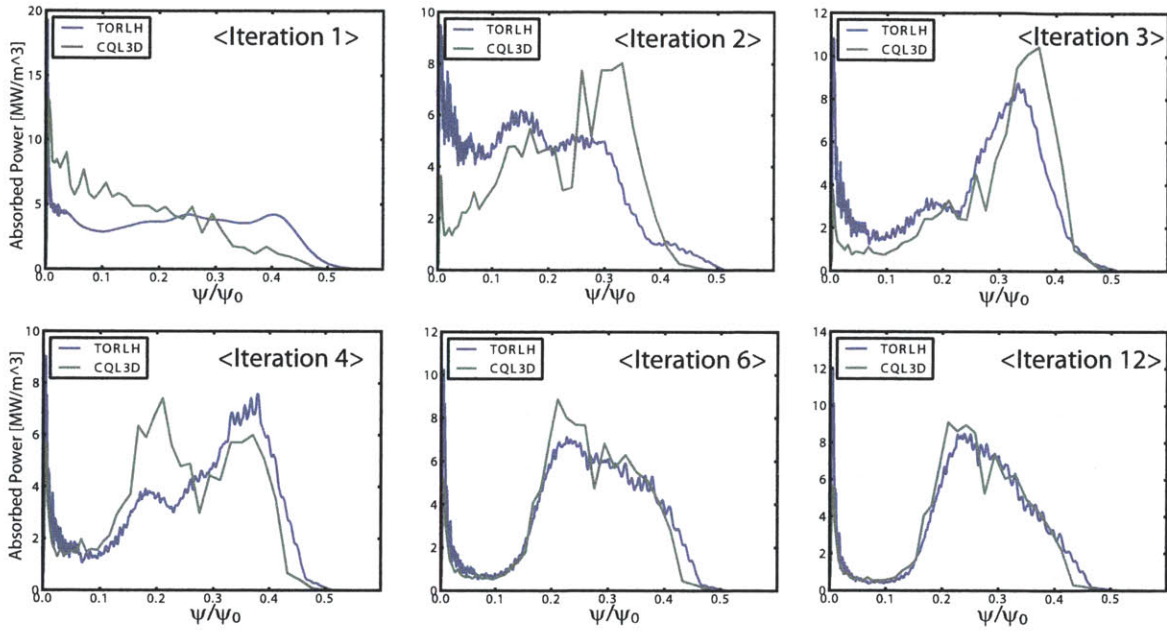 20
15
10
5
0
Absorbed Power [MW/m^3]
TORLH
CQL3D
<Iteration 1>
0.0 0.1 0.2 0.3 0.4 0.5
ψ/ψ0
10
8
6
4
2
0
TORLH
CQL3D
<Iteration 2>
0.0 0.1 0.2 0.3 0.4 0.5
ψ/ψ0
12
10
8
6
4
2
0
TORLH
CQL3D
<Iteration 3>
0.0 0.1 0.2 0.3 0.4 0.5
ψ/ψ0
10
8
6
4
2
0
Absorbed Power [MW/m^3]
TORLH
CQL3D
<Iteration 4>
0.0 0.1 0.2 0.3 0.4 0.5
ψ/ψ0
12
10
8
6
4
2
0
TORLH
CQL3D
<Iteration 6>
0.0 0.1 0.2 0.3 0.4 0.5
ψ/ψ0
14
12
10
8
6
4
2
0
TORLH
CQL3D
<Iteration 12>
0.0 0.1 0.2 0.3 0.4 0.5
ψ/ψ0